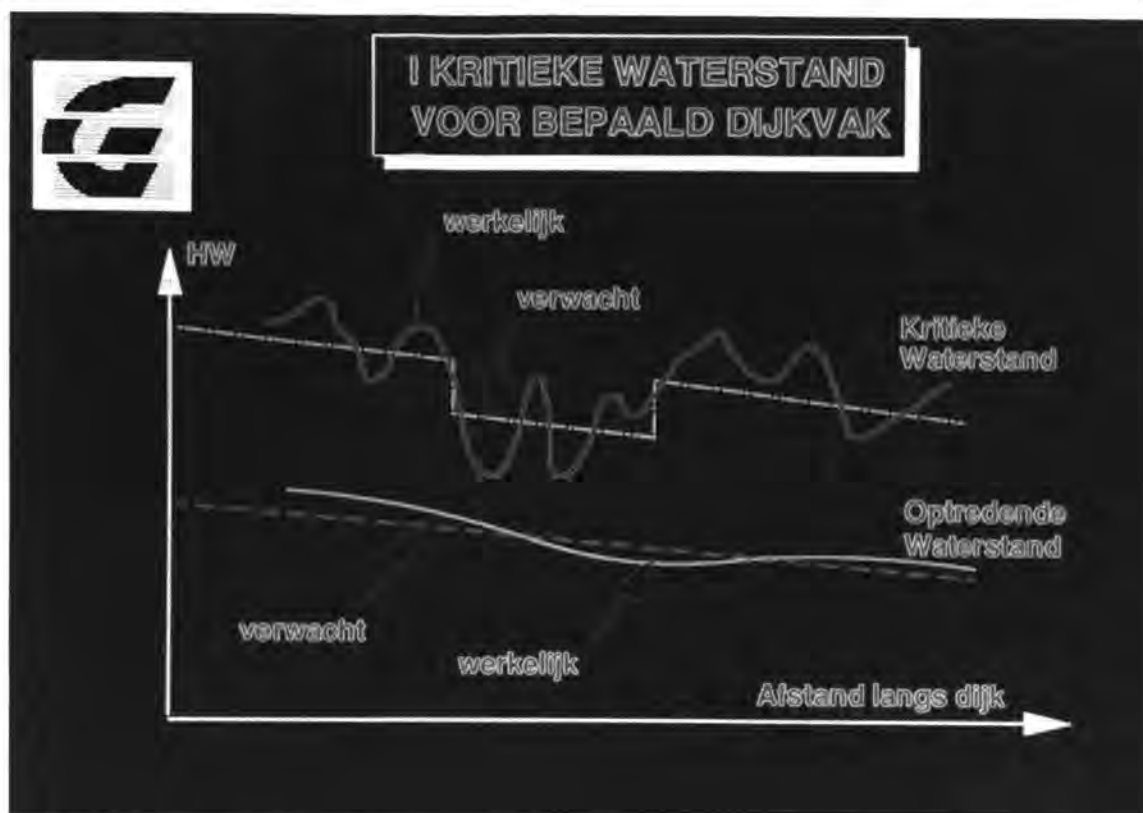 I KRITIEKE WATERSTAND
VOOR BEPAALD DIJKVAK
werkelijk
HW
verwacht
Kritieke
Waterstand
Optredende
Waterstand
verwacht
werkelijk
Afstand langs dijk